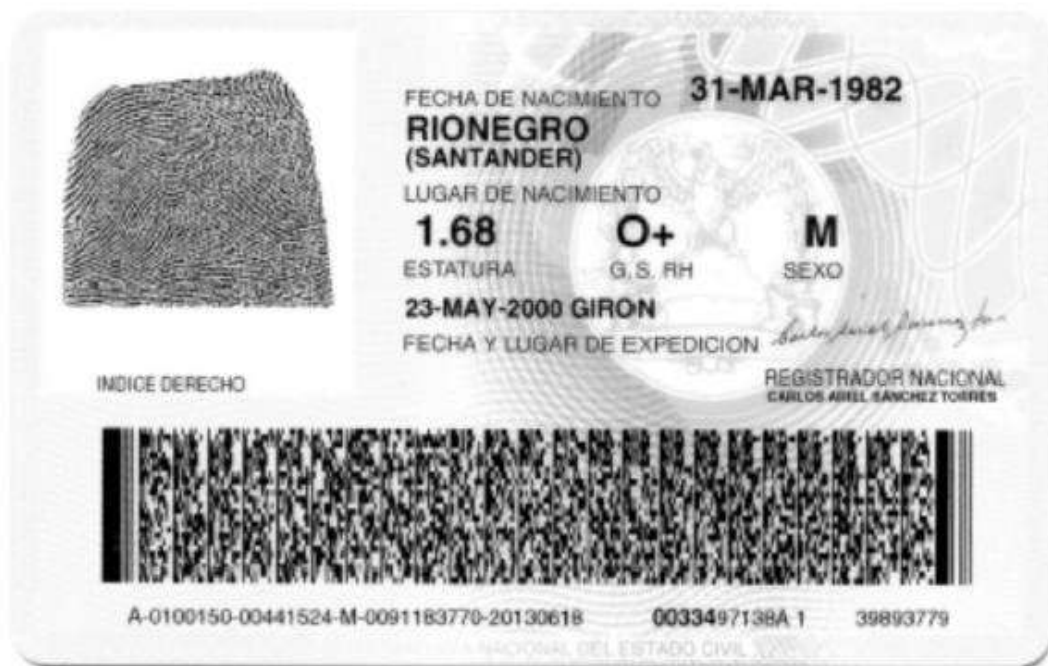 FECHA DE NACIMIENTO 31-MAR-1982
RIONEGRO
(SANTANDER)
LUGAR DE NACIMIENTO
1.68 O+ M
ESTATURA G.S. RH SEXO
23-MAY-2000 GIRON
FECHA Y LUGAR DE EXPEDICION
INDICE DERECHO
REGISTRADOR NACIONAL
CARLOS ARIEL SÁNCHEZ TORRES
A-0100150-00441524-M-0091183770-20130618 0033497138A 1 39893779
NACIONAL DEL ESTADO CIVIL